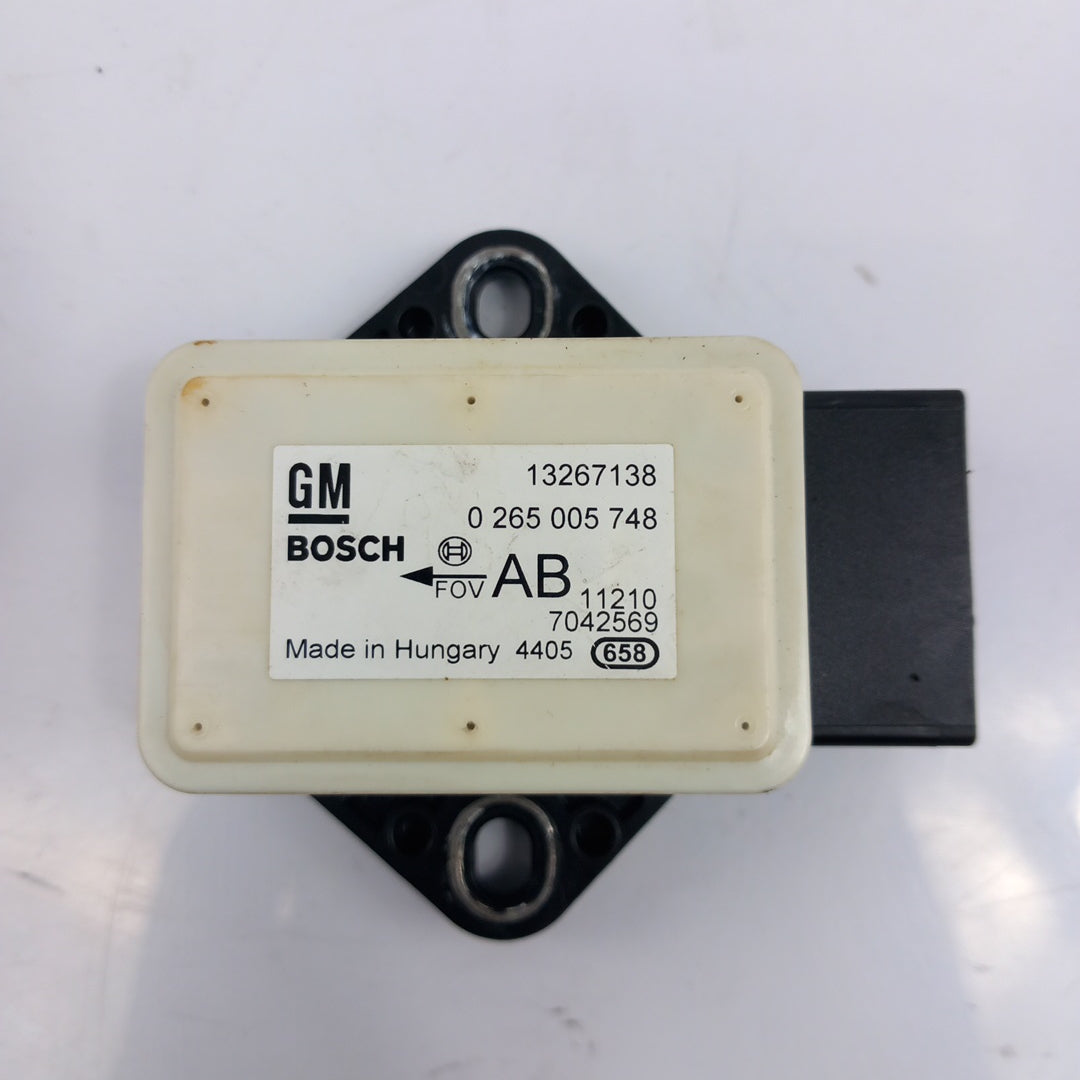 GM 13267138
0 265 005 748
BOSCH
FOV AB 11210
7042569
Made in Hungary 4405 658